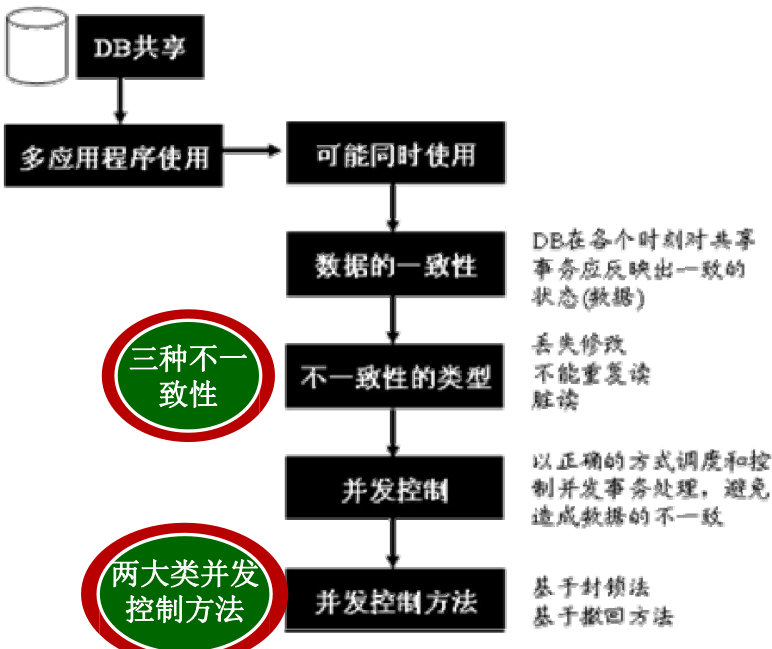 DB共享
多应用程序使用
可能同时使用
数据的一致性
DB在各个时刻对共享
事务应反映出一致的
状态(数据)
三种不一
致性
不一致性的类型
丢失修改
不能重复读
脏读
并发控制
以正确的方式调度和控
制并发事务处理，避免
造成数据的不一致
两大类并发
控制方法
并发控制方法
基于封锁法
基于撤回方法